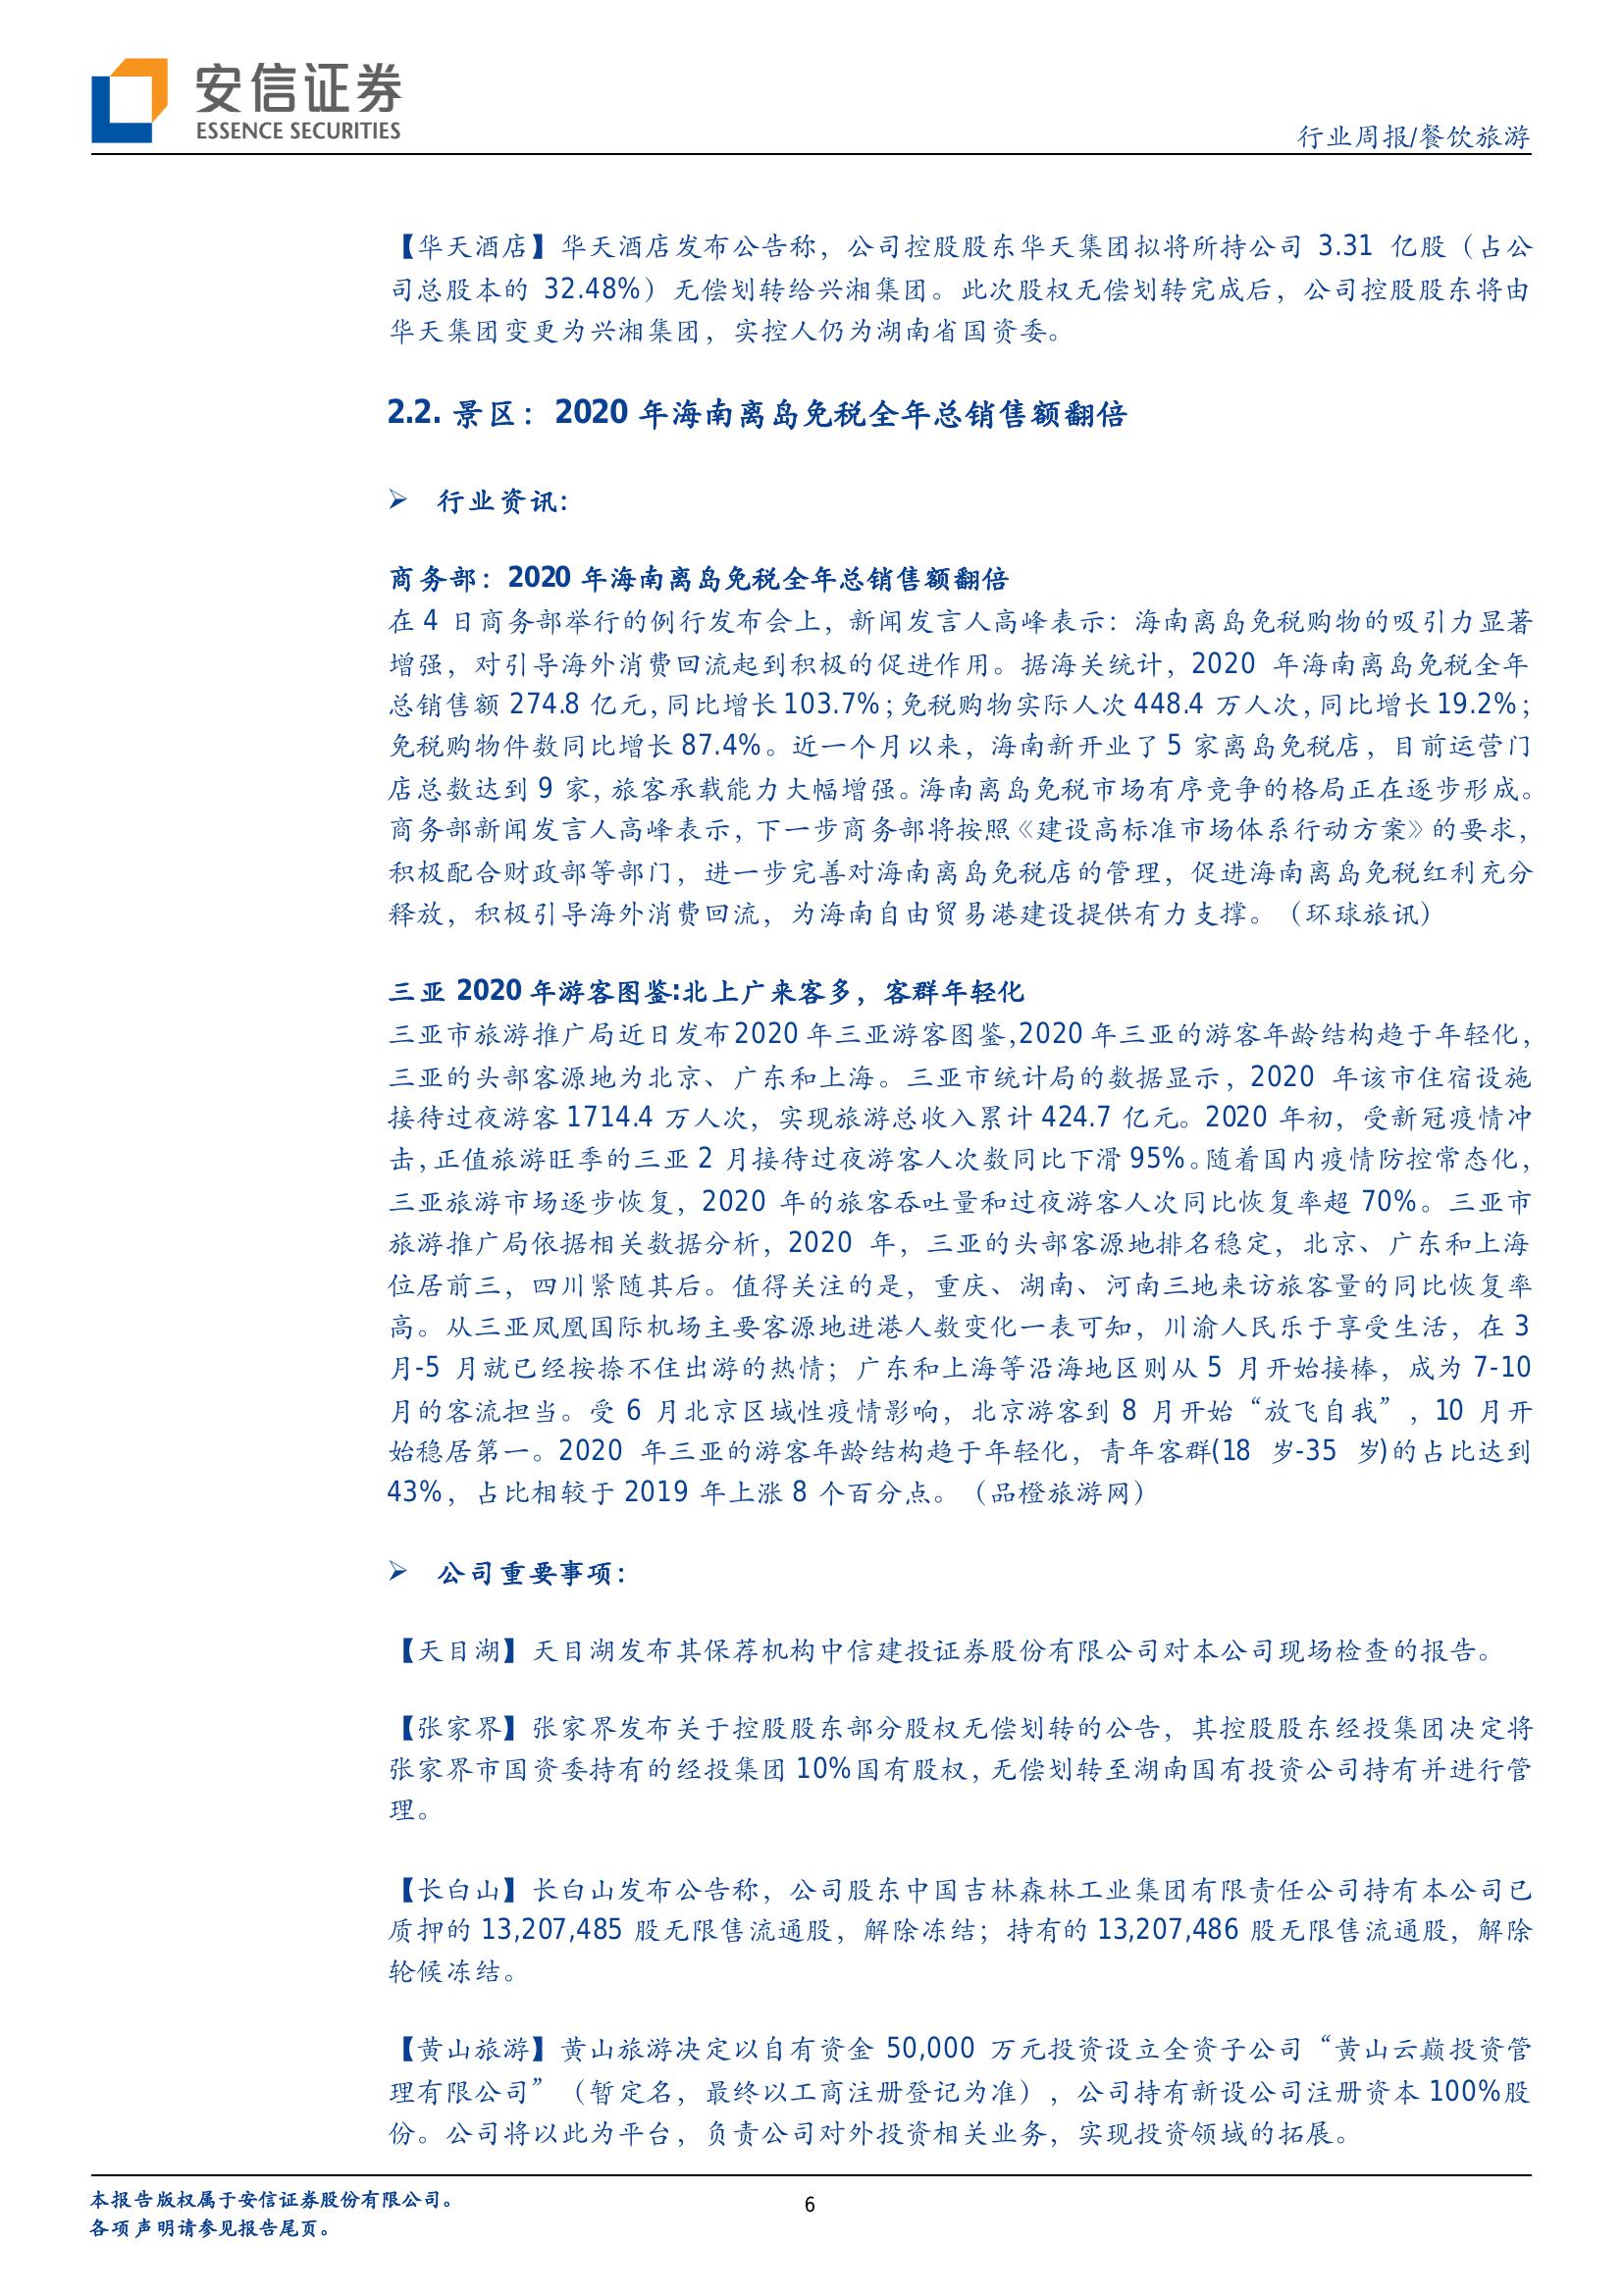 安信证券
ESSENCE SECURITIES
行业周报/餐饮旅游
【华天酒店】华天酒店发布公告称，公司控股股东华天集团拟将所持公司 3.31 亿股（占公
司总股本的 32.48%）无偿划转给兴湘集团。此次股权无偿划转完成后，公司控股股东将由
华天集团变更为兴湘集团，实控人仍为湖南省国资委。
2.2. 景区：2020 年海南离岛免税全年总销售额翻倍
➢ 行业资讯：
商务部：2020 年海南离岛免税全年总销售额翻倍
在 4 日商务部举行的例行发布会上，新闻发言人高峰表示：海南离岛免税购物的吸引力显著
增强，对引导海外消费回流起到积极的促进作用。据海关统计，2020 年海南离岛免税全年
总销售额 274.8 亿元，同比增长 103.7%；免税购物实际人次 448.4 万人次，同比增长 19.2%；
免税购物件数同比增长 87.4%。近一个月以来，海南新开业了 5 家离岛免税店，目前运营门
店总数达到 9 家，旅客承载能力大幅增强。海南离岛免税市场有序竞争的格局正在逐步形成。
商务部新闻发言人高峰表示，下一步商务部将按照《建设高标准市场体系行动方案》的要求，
积极配合财政部等部门，进一步完善对海南离岛免税店的管理，促进海南离岛免税红利充分
释放，积极引导海外消费回流，为海南自由贸易港建设提供有力支撑。（环球旅讯）
三亚 2020 年游客图鉴:北上广来客多，客群年轻化
三亚市旅游推广局近日发布 2020 年三亚游客图鉴,2020 年三亚的游客年龄结构趋于年轻化，
三亚的头部客源地为北京、广东和上海。三亚市统计局的数据显示，2020 年该市住宿设施
接待过夜游客 1714.4 万人次，实现旅游总收入累计 424.7 亿元。2020 年初，受新冠疫情冲
击，正值旅游旺季的三亚 2 月接待过夜游客人次数同比下滑 95%。随着国内疫情防控常态化，
三亚旅游市场逐步恢复，2020 年的旅客吞吐量和过夜游客人次同比恢复率超 70%。三亚市
旅游推广局依据相关数据分析，2020 年，三亚的头部客源地排名稳定，北京、广东和上海
位居前三，四川紧随其后。值得关注的是，重庆、湖南、河南三地来访旅客量的同比恢复率
高。从三亚凤凰国际机场主要客源地进港人数变化一表可知，川渝人民乐于享受生活，在 3
月-5 月就已经按捺不住出游的热情；广东和上海等沿海地区则从 5 月开始接棒，成为 7-10
月的客流担当。受 6 月北京区域性疫情影响，北京游客到 8 月开始“放飞自我”，10 月开
始稳居第一。2020 年三亚的游客年龄结构趋于年轻化，青年客群(18 岁-35 岁)的占比达到
43%，占比相较于 2019 年上涨 8 个百分点。（品橙旅游网）
➢ 公司重要事项：
【天目湖】天目湖发布其保荐机构中信建投证券股份有限公司对本公司现场检查的报告。
【张家界】张家界发布关于控股股东部分股权无偿划转的公告，其控股股东经投集团决定将
张家界市国资委持有的经投集团 10%国有股权，无偿划转至湖南国有投资公司持有并进行管
理。
【长白山】长白山发布公告称，公司股东中国吉林森林工业集团有限责任公司持有本公司已
质押的 13,207,485 股无限售流通股，解除冻结；持有的 13,207,486 股无限售流通股，解除
轮候冻结。
【黄山旅游】黄山旅游决定以自有资金 50,000 万元投资设立全资子公司“黄山云巅投资管
理有限公司”（暂定名，最终以工商注册登记为准），公司持有新设公司注册资本 100%股
份。公司将以此为平台，负责公司对外投资相关业务，实现投资领域的拓展。
本报告版权属于安信证券股份有限公司。
各项声明请参见报告尾页。
6